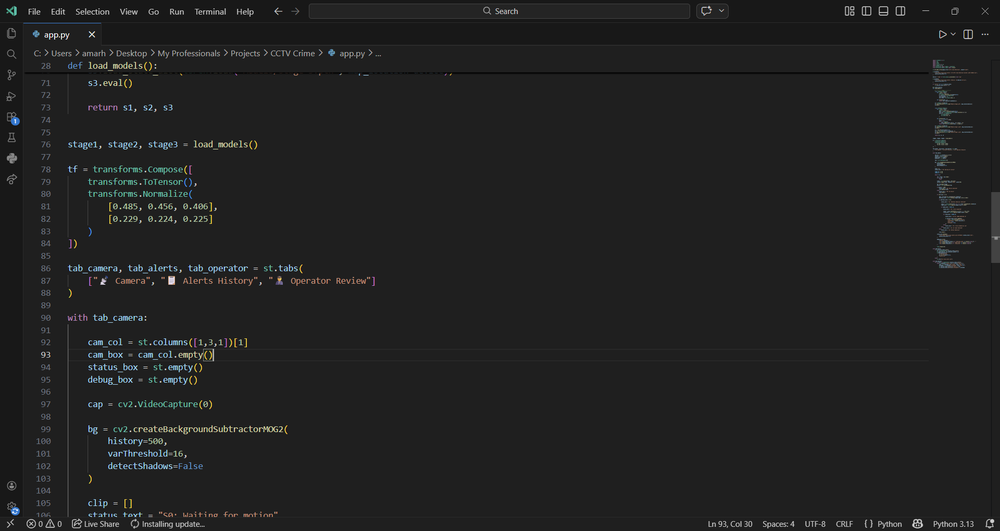 File Edit Selection View Go Run Terminal Help
Search
app.py
C: > Users > amarh > Desktop > My Professionals > Projects > CCTV Crime > app.py > ...
28 def load_models():
71 s3.eval()
72
73 return s1, s2, s3
74
75
76 stage1, stage2, stage3 = load_models()
77
78 tf = transforms.Compose([
79 transforms.ToTensor(),
80 transforms.Normalize(
81 [0.485, 0.456, 0.406],
82 [0.229, 0.224, 0.225]
83 )
84 ])
85
86 tab_camera, tab_alerts, tab_operator = st.tabs(
87 ["📡 Camera", "📋 Alerts History", "👨‍💼 Operator Review"]
88 )
89
90 with tab_camera:
91
92 cam_col = st.columns([1,3,1])[1]
93 cam_box = cam_col.empty()
94 status_box = st.empty()
95 debug_box = st.empty()
96
97 cap = cv2.VideoCapture(0)
98
99 bg = cv2.createBackgroundSubtractorMOG2(
100 history=500,
101 varThreshold=16,
102 detectShadows=False
103 )
104
105 clip = []
106 status_text = "S0: Waiting for motion"
1
0 0 Live Share Installing update... Ln 93, Col 30 Spaces: 4 UTF-8 CRLF { } Python Python 3.13